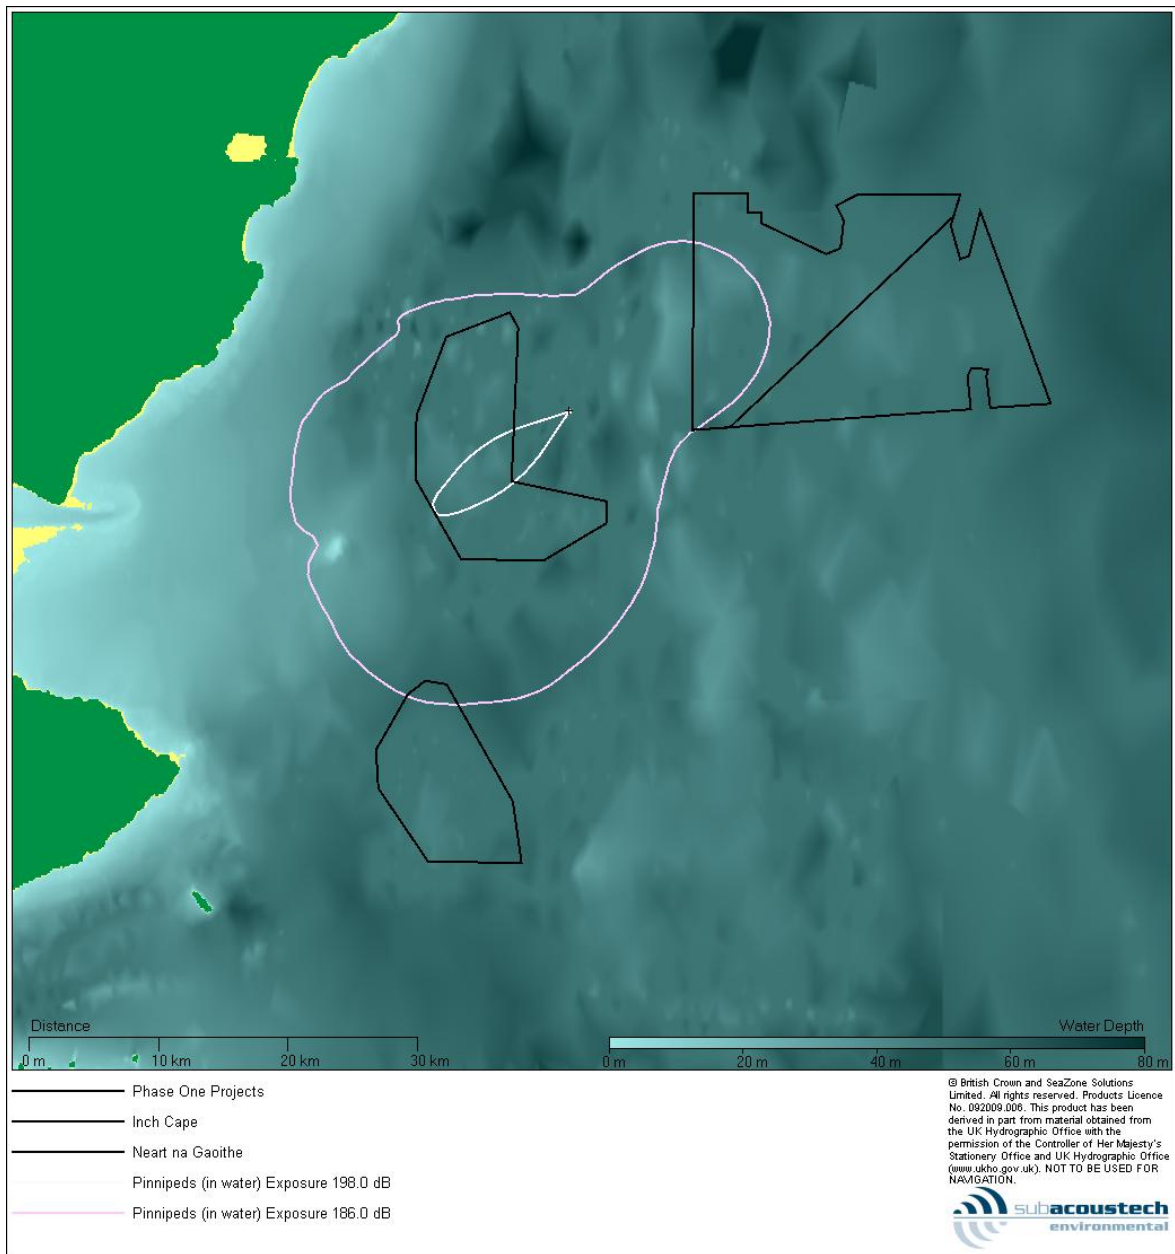 Distance
0 m 10 km 20 km 30 km
Water Depth
0 m 20 m 40 m 60 m 80 m
Phase One Projects
Inch Cape
Neart na Gaoithe
Pinnipeds (in water) Exposure 198.0 dB
Pinnipeds (in water) Exposure 186.0 dB
© British Crown and SeaZone Solutions
Limited. All rights reserved. Products Licence
No. 092009.006. This product has been
derived in part from material obtained from
the UK Hydrographic Office with the
permission of the Controller of Her Majesty's
Stationery Office and UK Hydrographic Office
(www.ukho.gov.uk). NOT TO BE USED FOR
NAVIGATION.
subacoustech
environmental